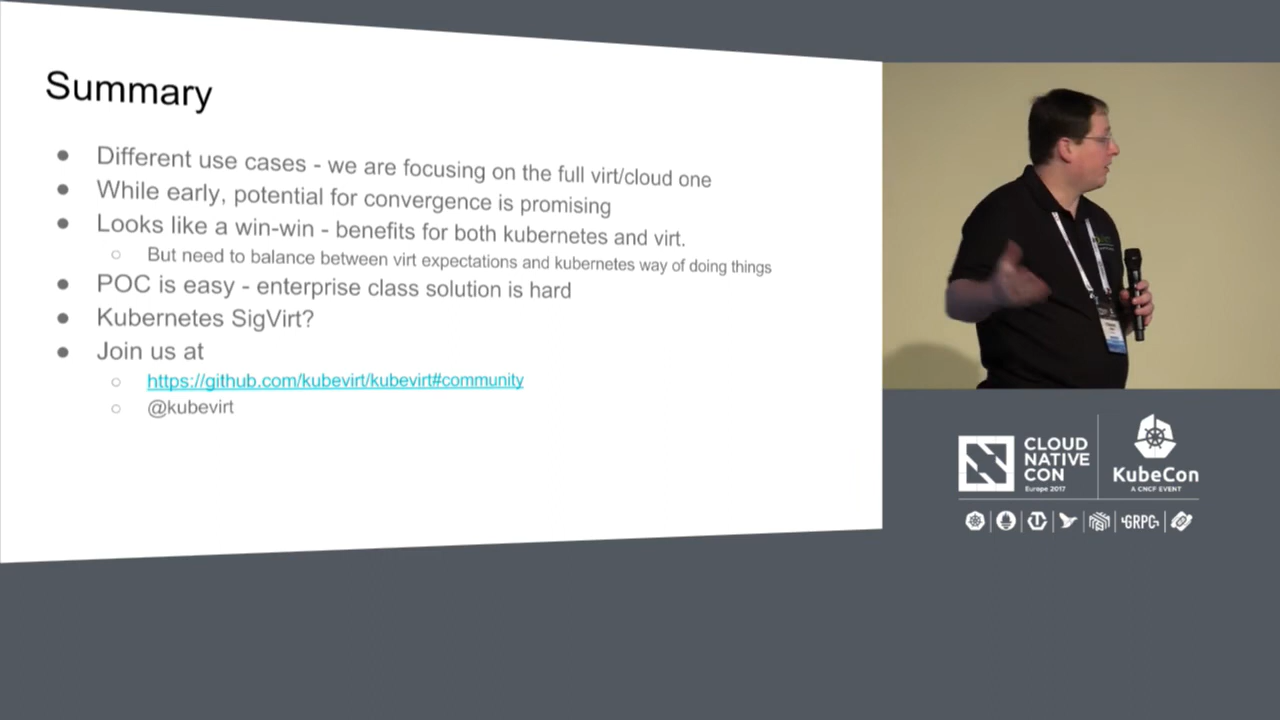 Summary
Different use cases - we are focusing on the full virt/cloud one
While early, potential for convergence is promising
Looks like a win-win - benefits for both kubernetes and virt.
But need to balance between virt expectations and kubernetes way of doing things
POC is easy - enterprise class solution is hard
Kubernetes SigVirt?
Join us at
https://github.com/kubevirt/kubevirt#community
@kubevirt
CLOUD
NATIVE
CON
Europe 2017
KubeCon
A CNCF EVENT
GRPC